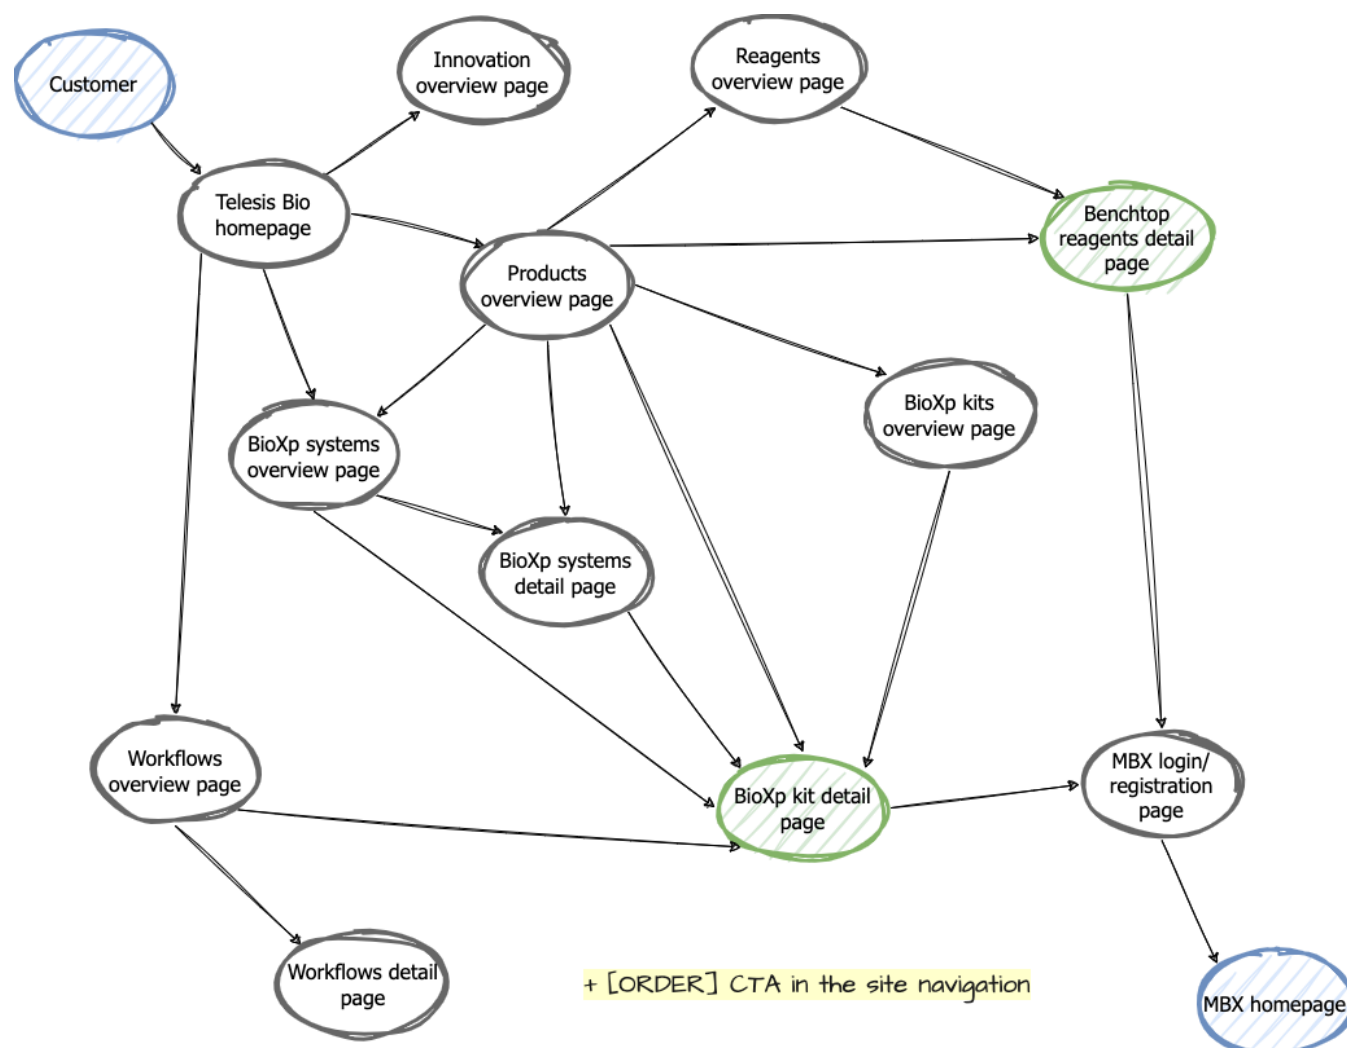 Customer
Innovation
overview page
Reagents
overview page
Telesis Bio
homepage
Benchtop
reagents detail
page
Products
overview page
BioXp kits
overview page
BioXp systems
overview page
BioXp systems
detail page
Workflows
overview page
BioXp kit detail
page
MBX login/
registration
page
Workflows detail
page
+ [ORDER] CTA in the site navigation
MBX homepage